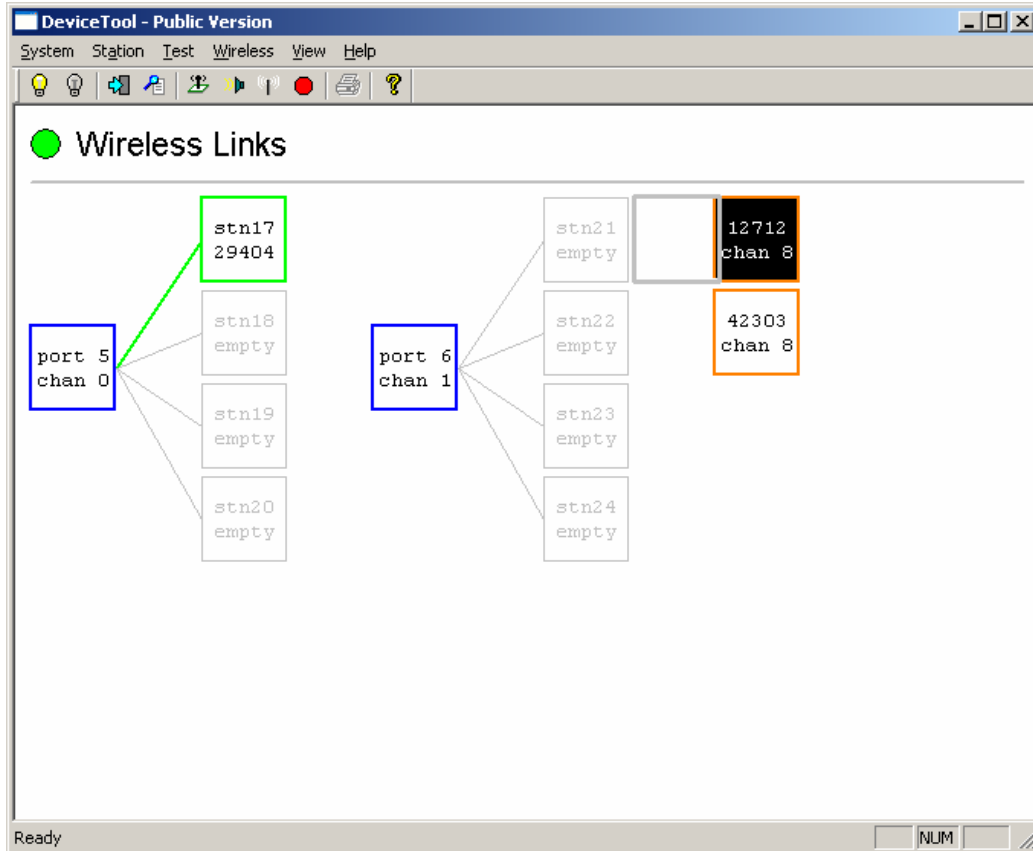 DeviceTool - Public Version
System Station Test Wireless View Help
Wireless Links
stn17
29404
stn18
empty
port 5
chan 0
stn19
empty
stn20
empty
stn21
empty
stn22
empty
port 6
chan 1
stn23
empty
stn24
empty
12712
chan 8
42303
chan 8
Ready
NUM